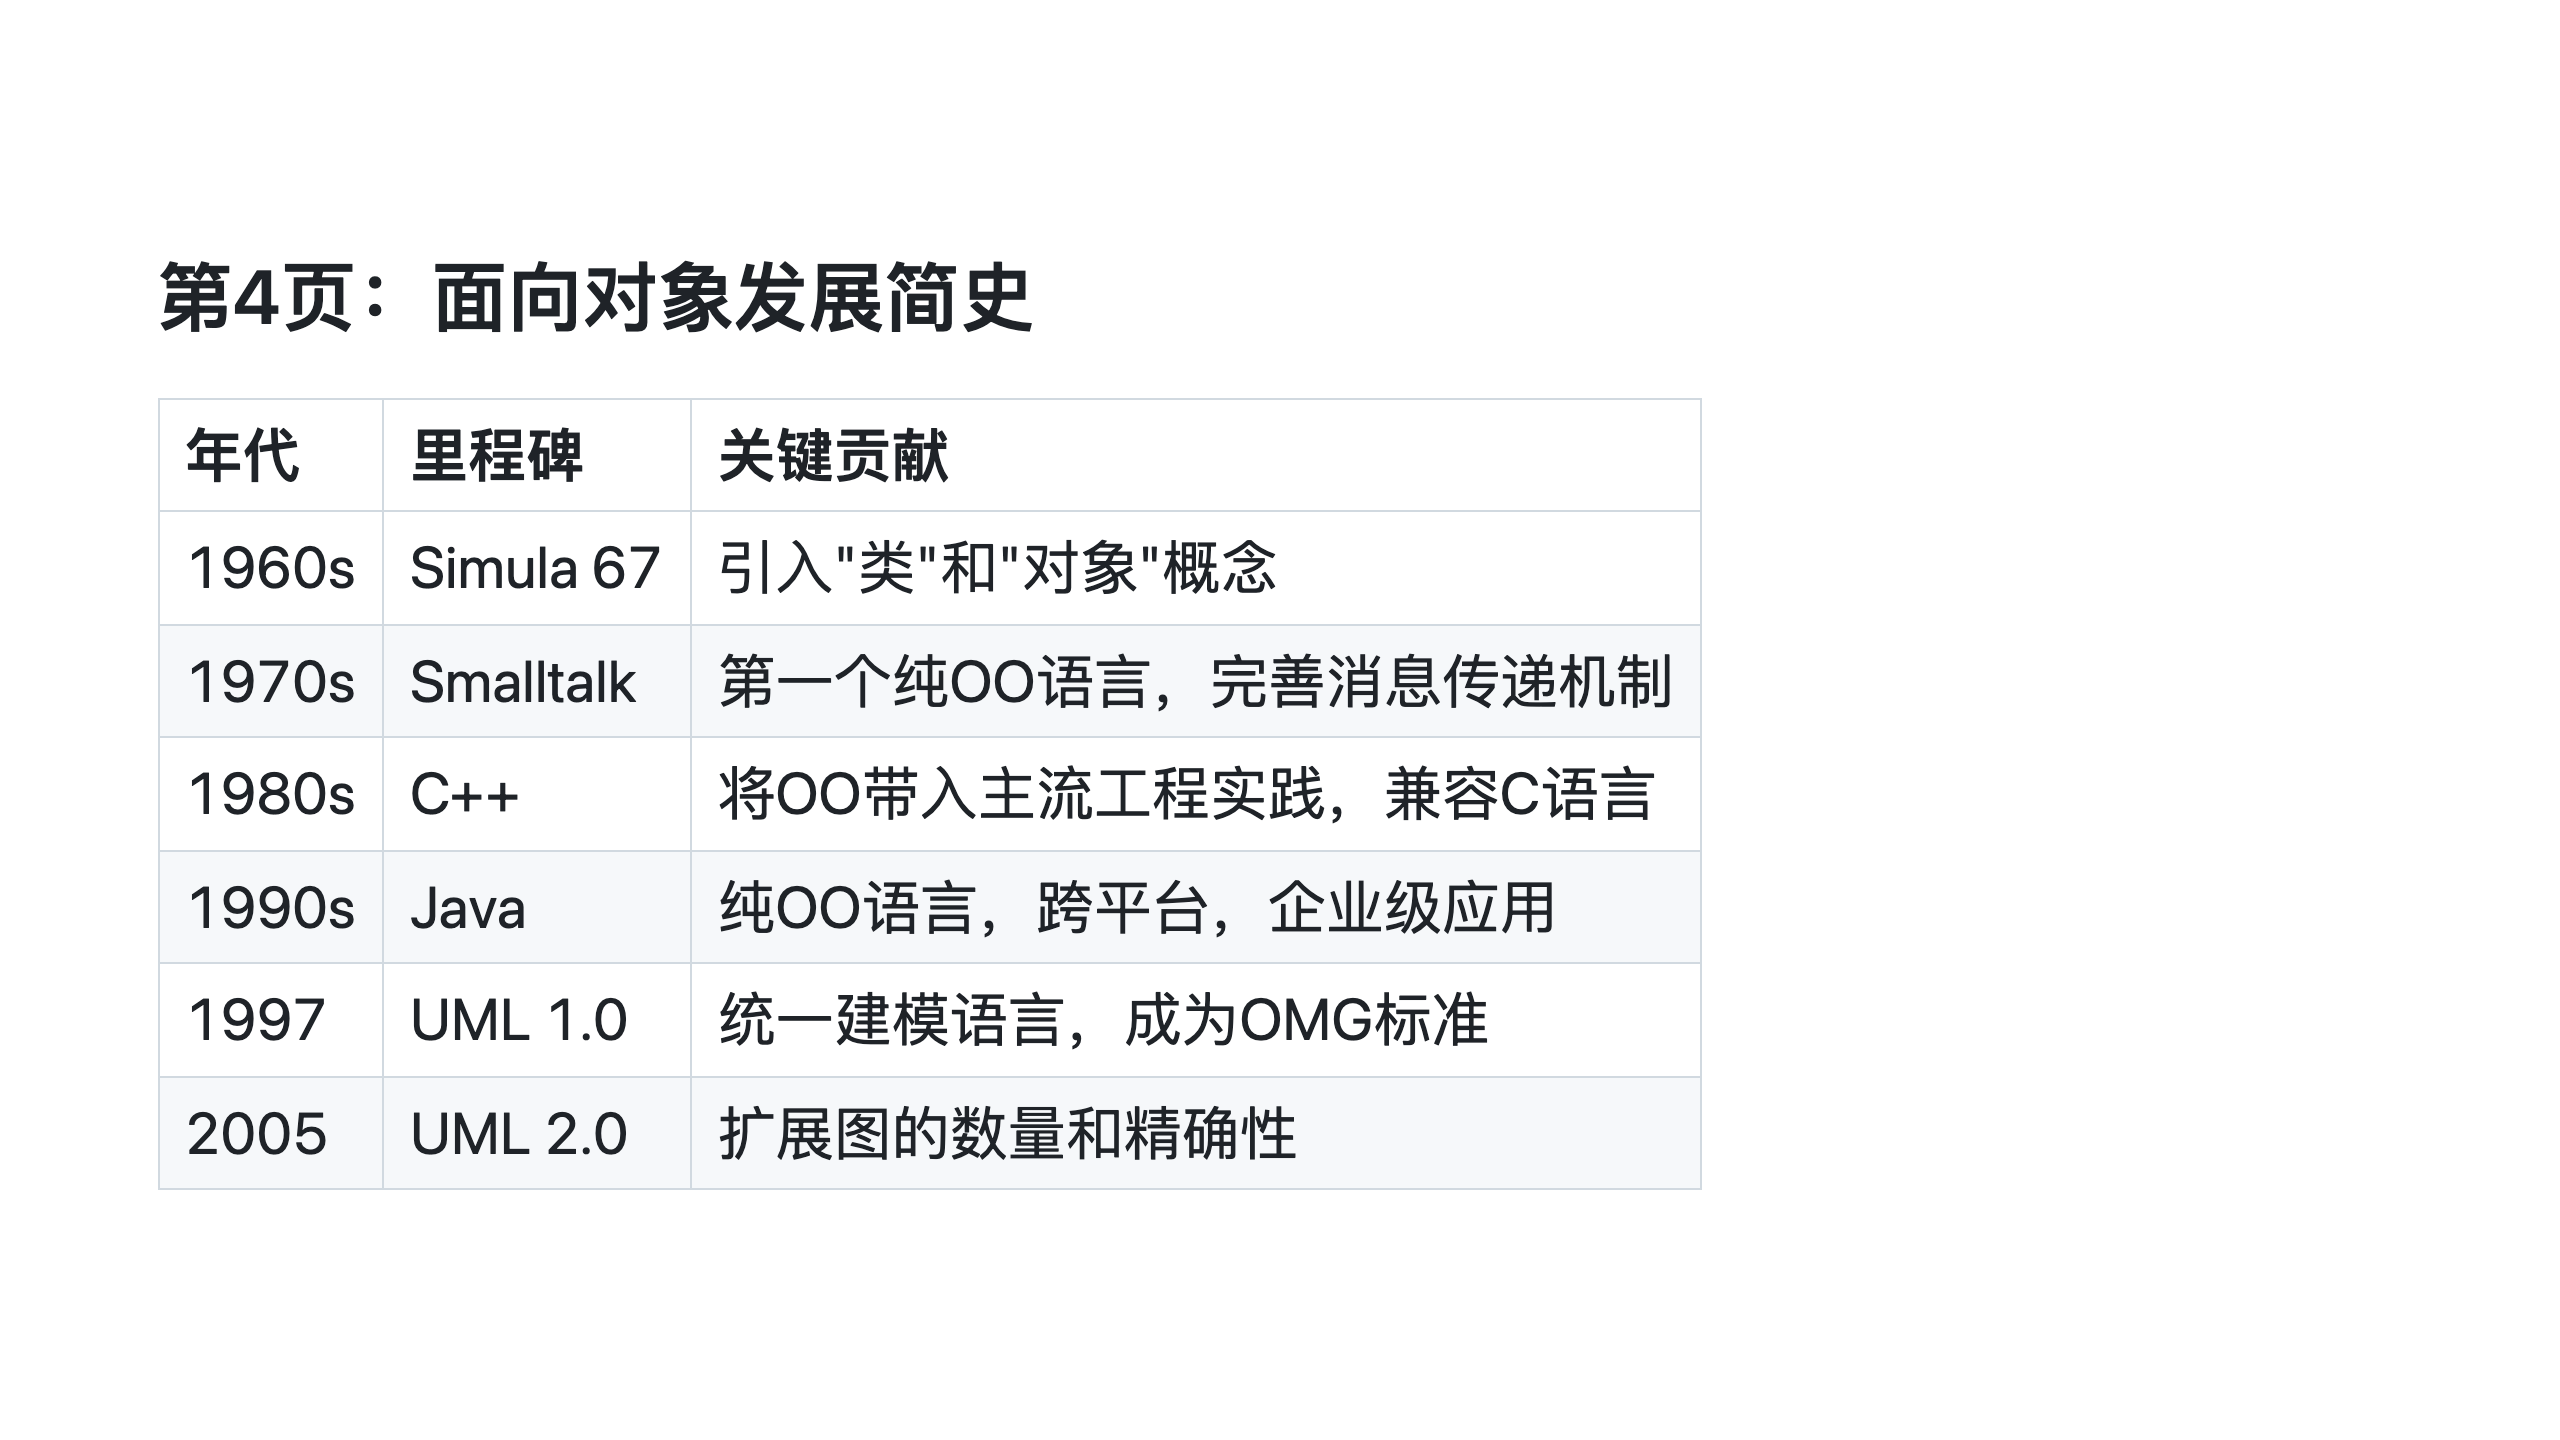 第4页：面向对象发展简史
年代 里程碑 关键贡献
1960s Simula 67 引入"类"和"对象"概念
1970s Smalltalk 第一个纯OO语言，完善消息传递机制
1980s C++ 将OO带入主流工程实践，兼容C语言
1990s Java 纯OO语言，跨平台，企业级应用
1997 UML 1.0 统一建模语言，成为OMG标准
2005 UML 2.0 扩展图的数量和精确性